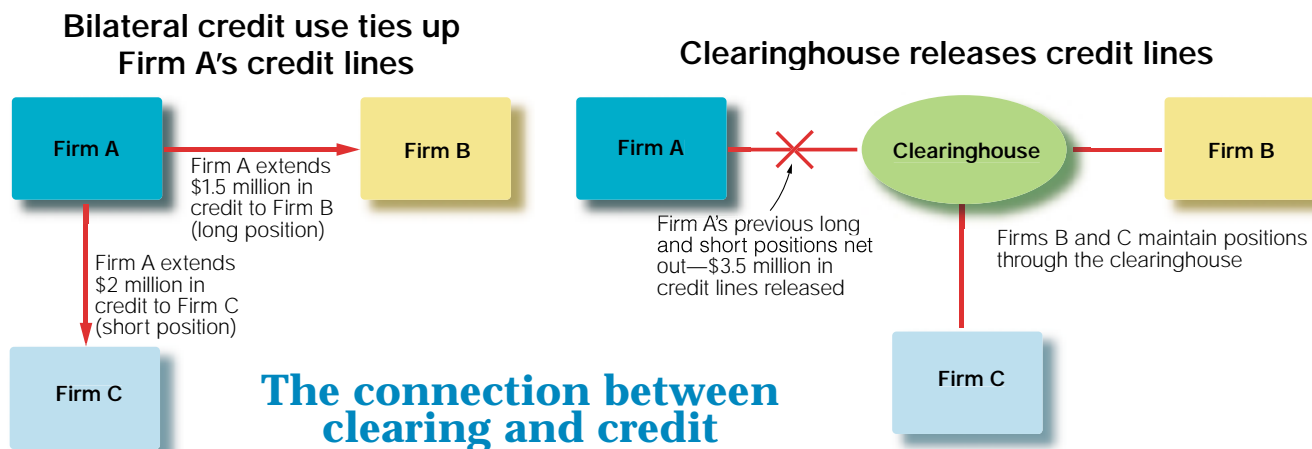 Bilateral credit use ties up
Firm A's credit lines
Firm A
Firm B
Firm A extends
$1.5 million in
credit to Firm B
(long position)
Firm A extends
$2 million in
credit to Firm C
(short position)
Firm C
Clearinghouse releases credit lines
Firm A
Clearinghouse
Firm B
Firm A's previous long
and short positions net
out—$3.5 million in
credit lines released
Firms B and C maintain positions
through the clearinghouse
Firm C
The connection between
clearing and credit